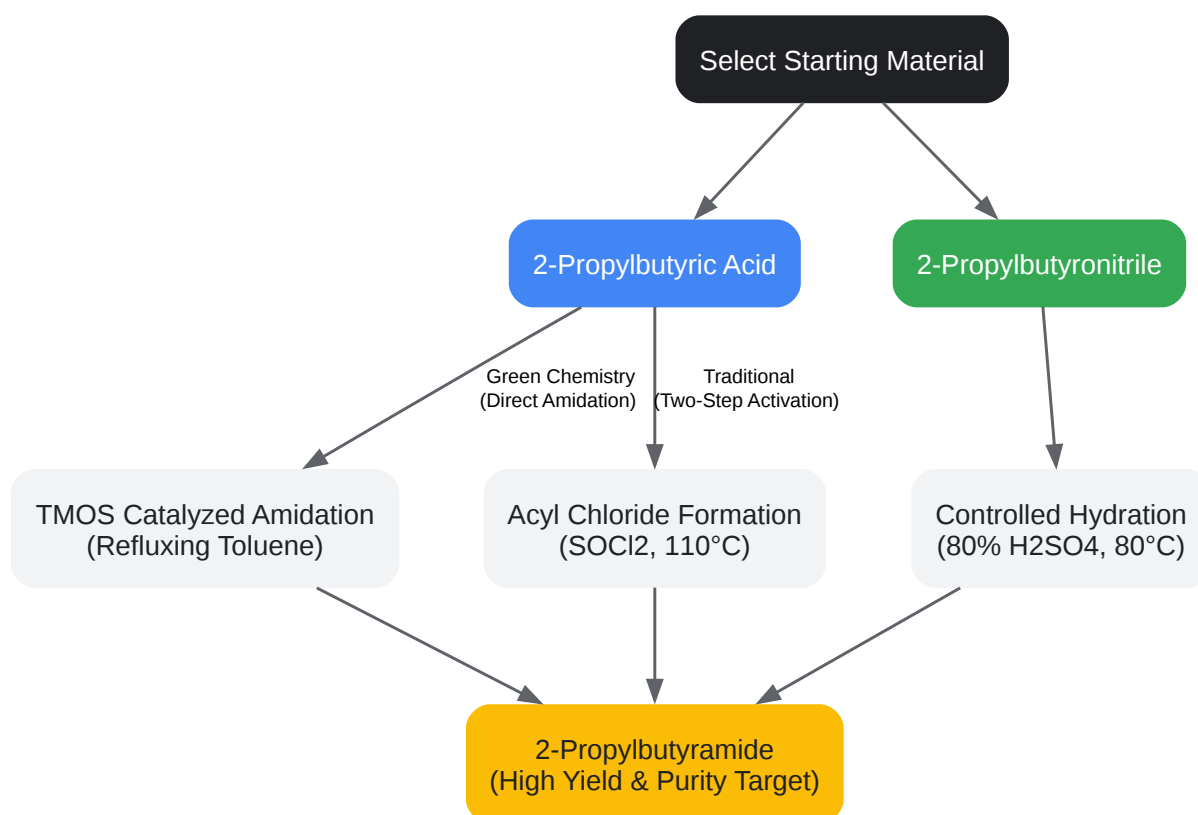 Select Starting Material
2-Propylbutyric Acid
2-Propylbutyronitrile
Green Chemistry
(Direct Amidation)
Traditional
(Two-Step Activation)
TMOS Catalyzed Amidation
(Refluxing Toluene)
Acyl Chloride Formation
(SOCl2, 110°C)
Controlled Hydration
(80% H2SO4, 80°C)
2-Propylbutyramide
(High Yield & Purity Target)